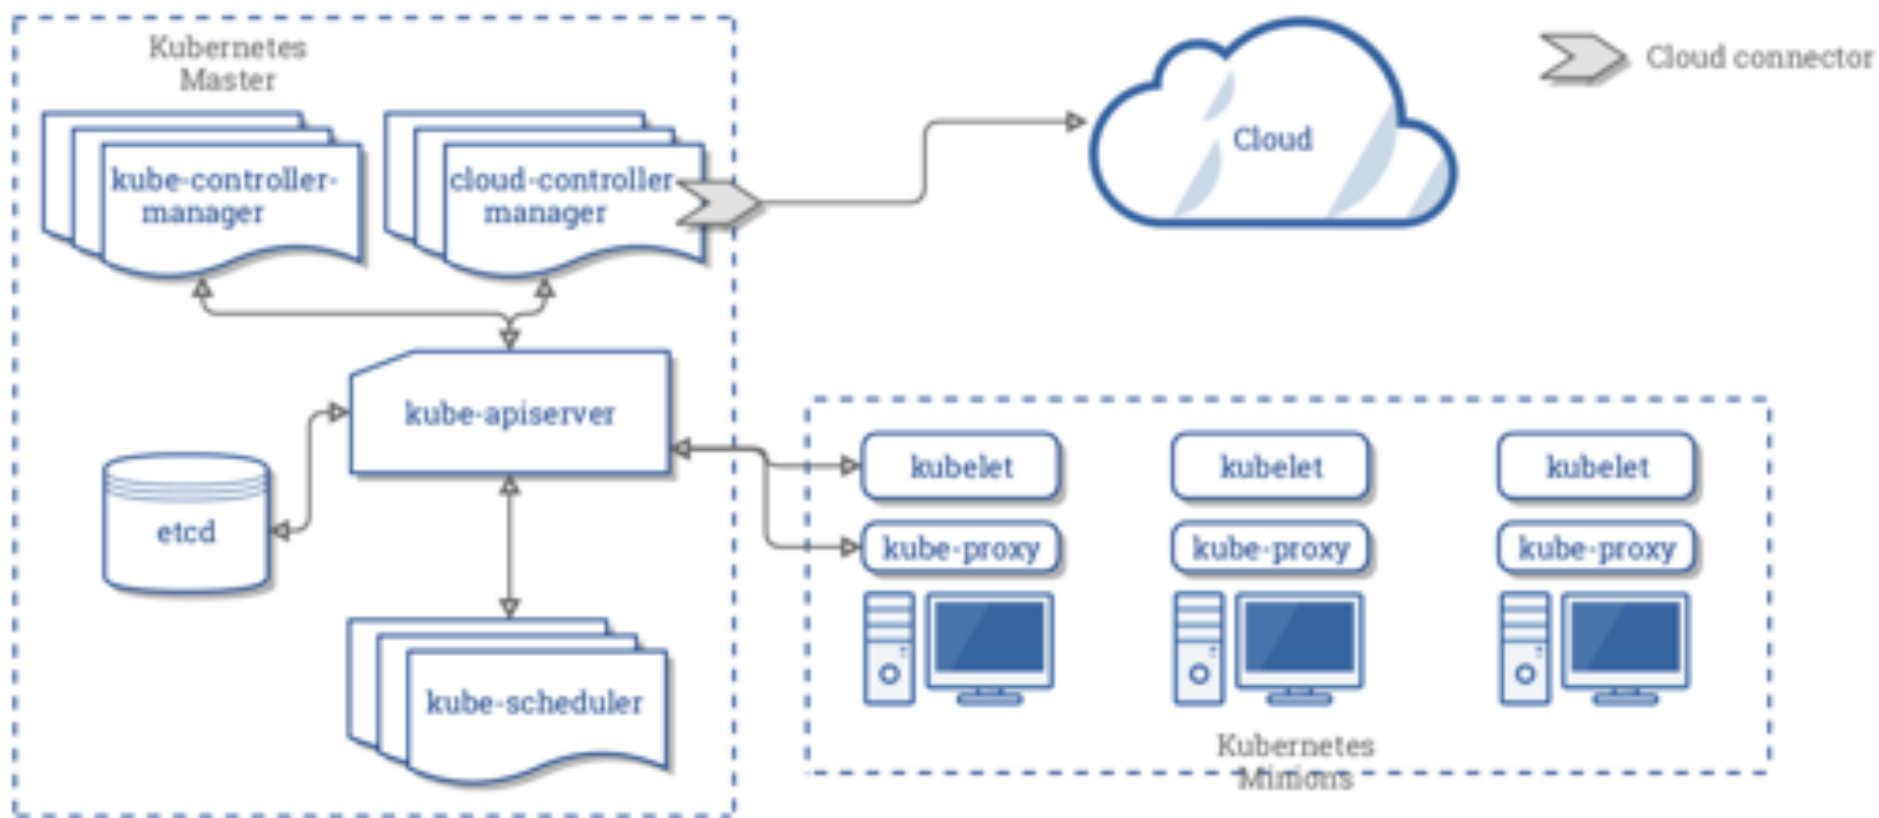 Kubernetes
Master
kube-controller-
manager
cloud-controller
manager
Cloud
Cloud connector
kube-apiserver
etcd
kube-scheduler
kubelet
kubelet
kubelet
kube-proxy
kube-proxy
kube-proxy
Kubernetes
Minions